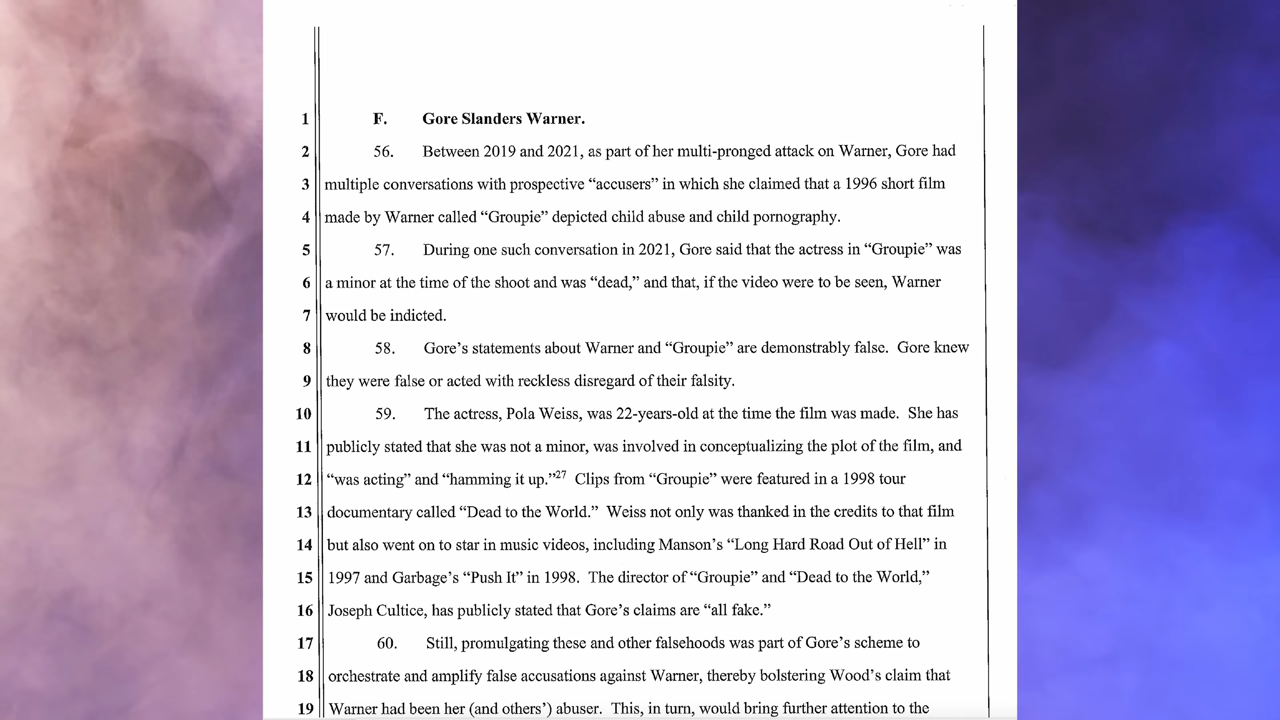 1 F. Gore Slanders Warner.
2 56. Between 2019 and 2021, as part of her multi-pronged attack on Warner, Gore had
3 multiple conversations with prospective “accusers” in which she claimed that a 1996 short film
4 made by Warner called “Groupie” depicted child abuse and child pornography.
5 57. During one such conversation in 2021, Gore said that the actress in “Groupie” was
6 a minor at the time of the shoot and was “dead,” and that, if the video were to be seen, Warner
7 would be indicted.
8 58. Gore’s statements about Warner and “Groupie” are demonstrably false. Gore knew
9 they were false or acted with reckless disregard of their falsity.
10 59. The actress, Pola Weiss, was 22-years-old at the time the film was made. She has
11 publicly stated that she was not a minor, was involved in conceptualizing the plot of the film, and
12 “was acting” and “hamming it up.”27 Clips from “Groupie” were featured in a 1998 tour
13 documentary called “Dead to the World.” Weiss not only was thanked in the credits to that film
14 but also went on to star in music videos, including Manson’s “Long Hard Road Out of Hell” in
15 1997 and Garbage’s “Push It” in 1998. The director of “Groupie” and “Dead to the World,”
16 Joseph Cultice, has publicly stated that Gore’s claims are “all fake.”
17 60. Still, promulgating these and other falsehoods was part of Gore’s scheme to
18 orchestrate and amplify false accusations against Warner, thereby bolstering Wood’s claim that
19 Warner had been her (and others’) abuser. This, in turn, would bring further attention to the